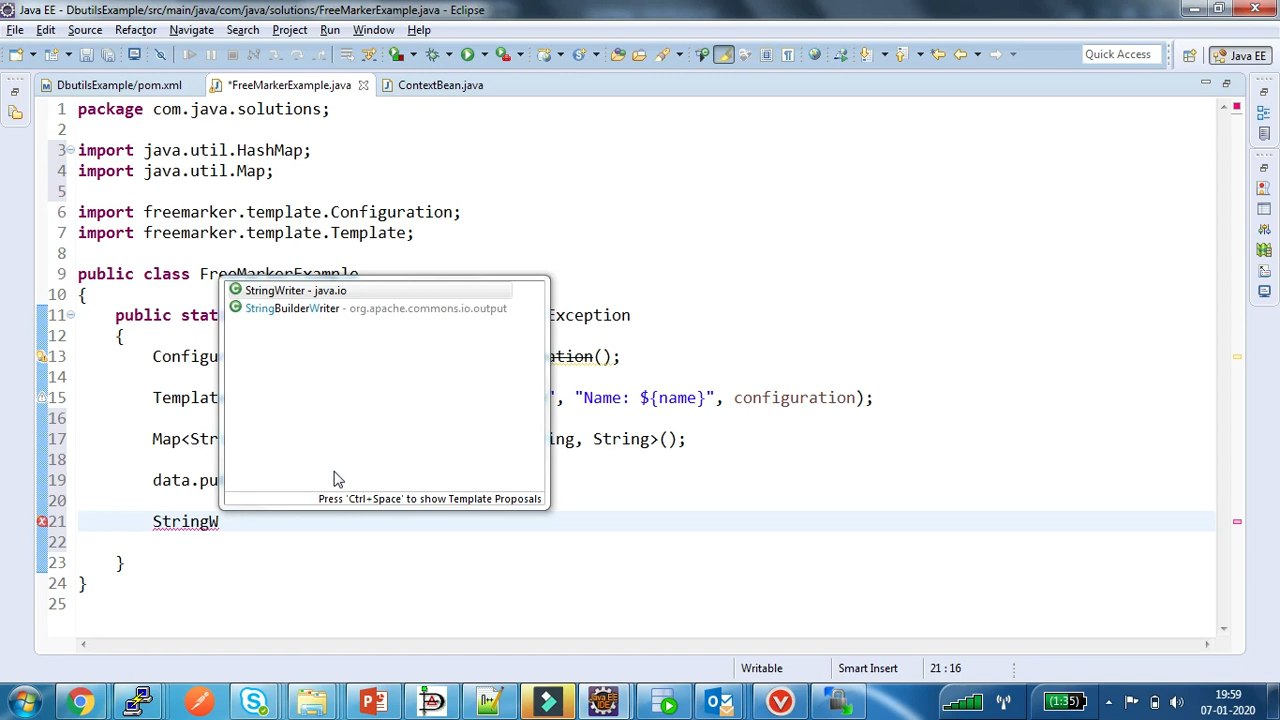 Java EE - DbutilsExample/src/main/java/com/java/solutions/FreeMarkerExample.java - Eclipse
File Edit Source Refactor Navigate Search Project Run Window Help
Quick Access Java EE
DbutilsExample/pom.xml *FreeMarkerExample.java ContextBean.java
1 package com.java.solutions;
2
3 import java.util.HashMap;
4 import java.util.Map;
5
6 import freemarker.template.Configuration;
7 import freemarker.template.Template;
8
9 public class FreeMarkerExample
10 {
11 public stat xception
12 {
13 Configu ation();
14
15 Templat ", "Name: ${name}", configuration);
16
17 Map<Str ing, String>();
18
19 data.pu
20
21 StringW
22
23 }
24 }
25
StringWriter - java.io
StringBuilderWriter - org.apache.commons.io.output
Press 'Ctrl+Space' to show Template Proposals
Writable Smart Insert 21 : 16
(1:35) 19:59
07-01-2020